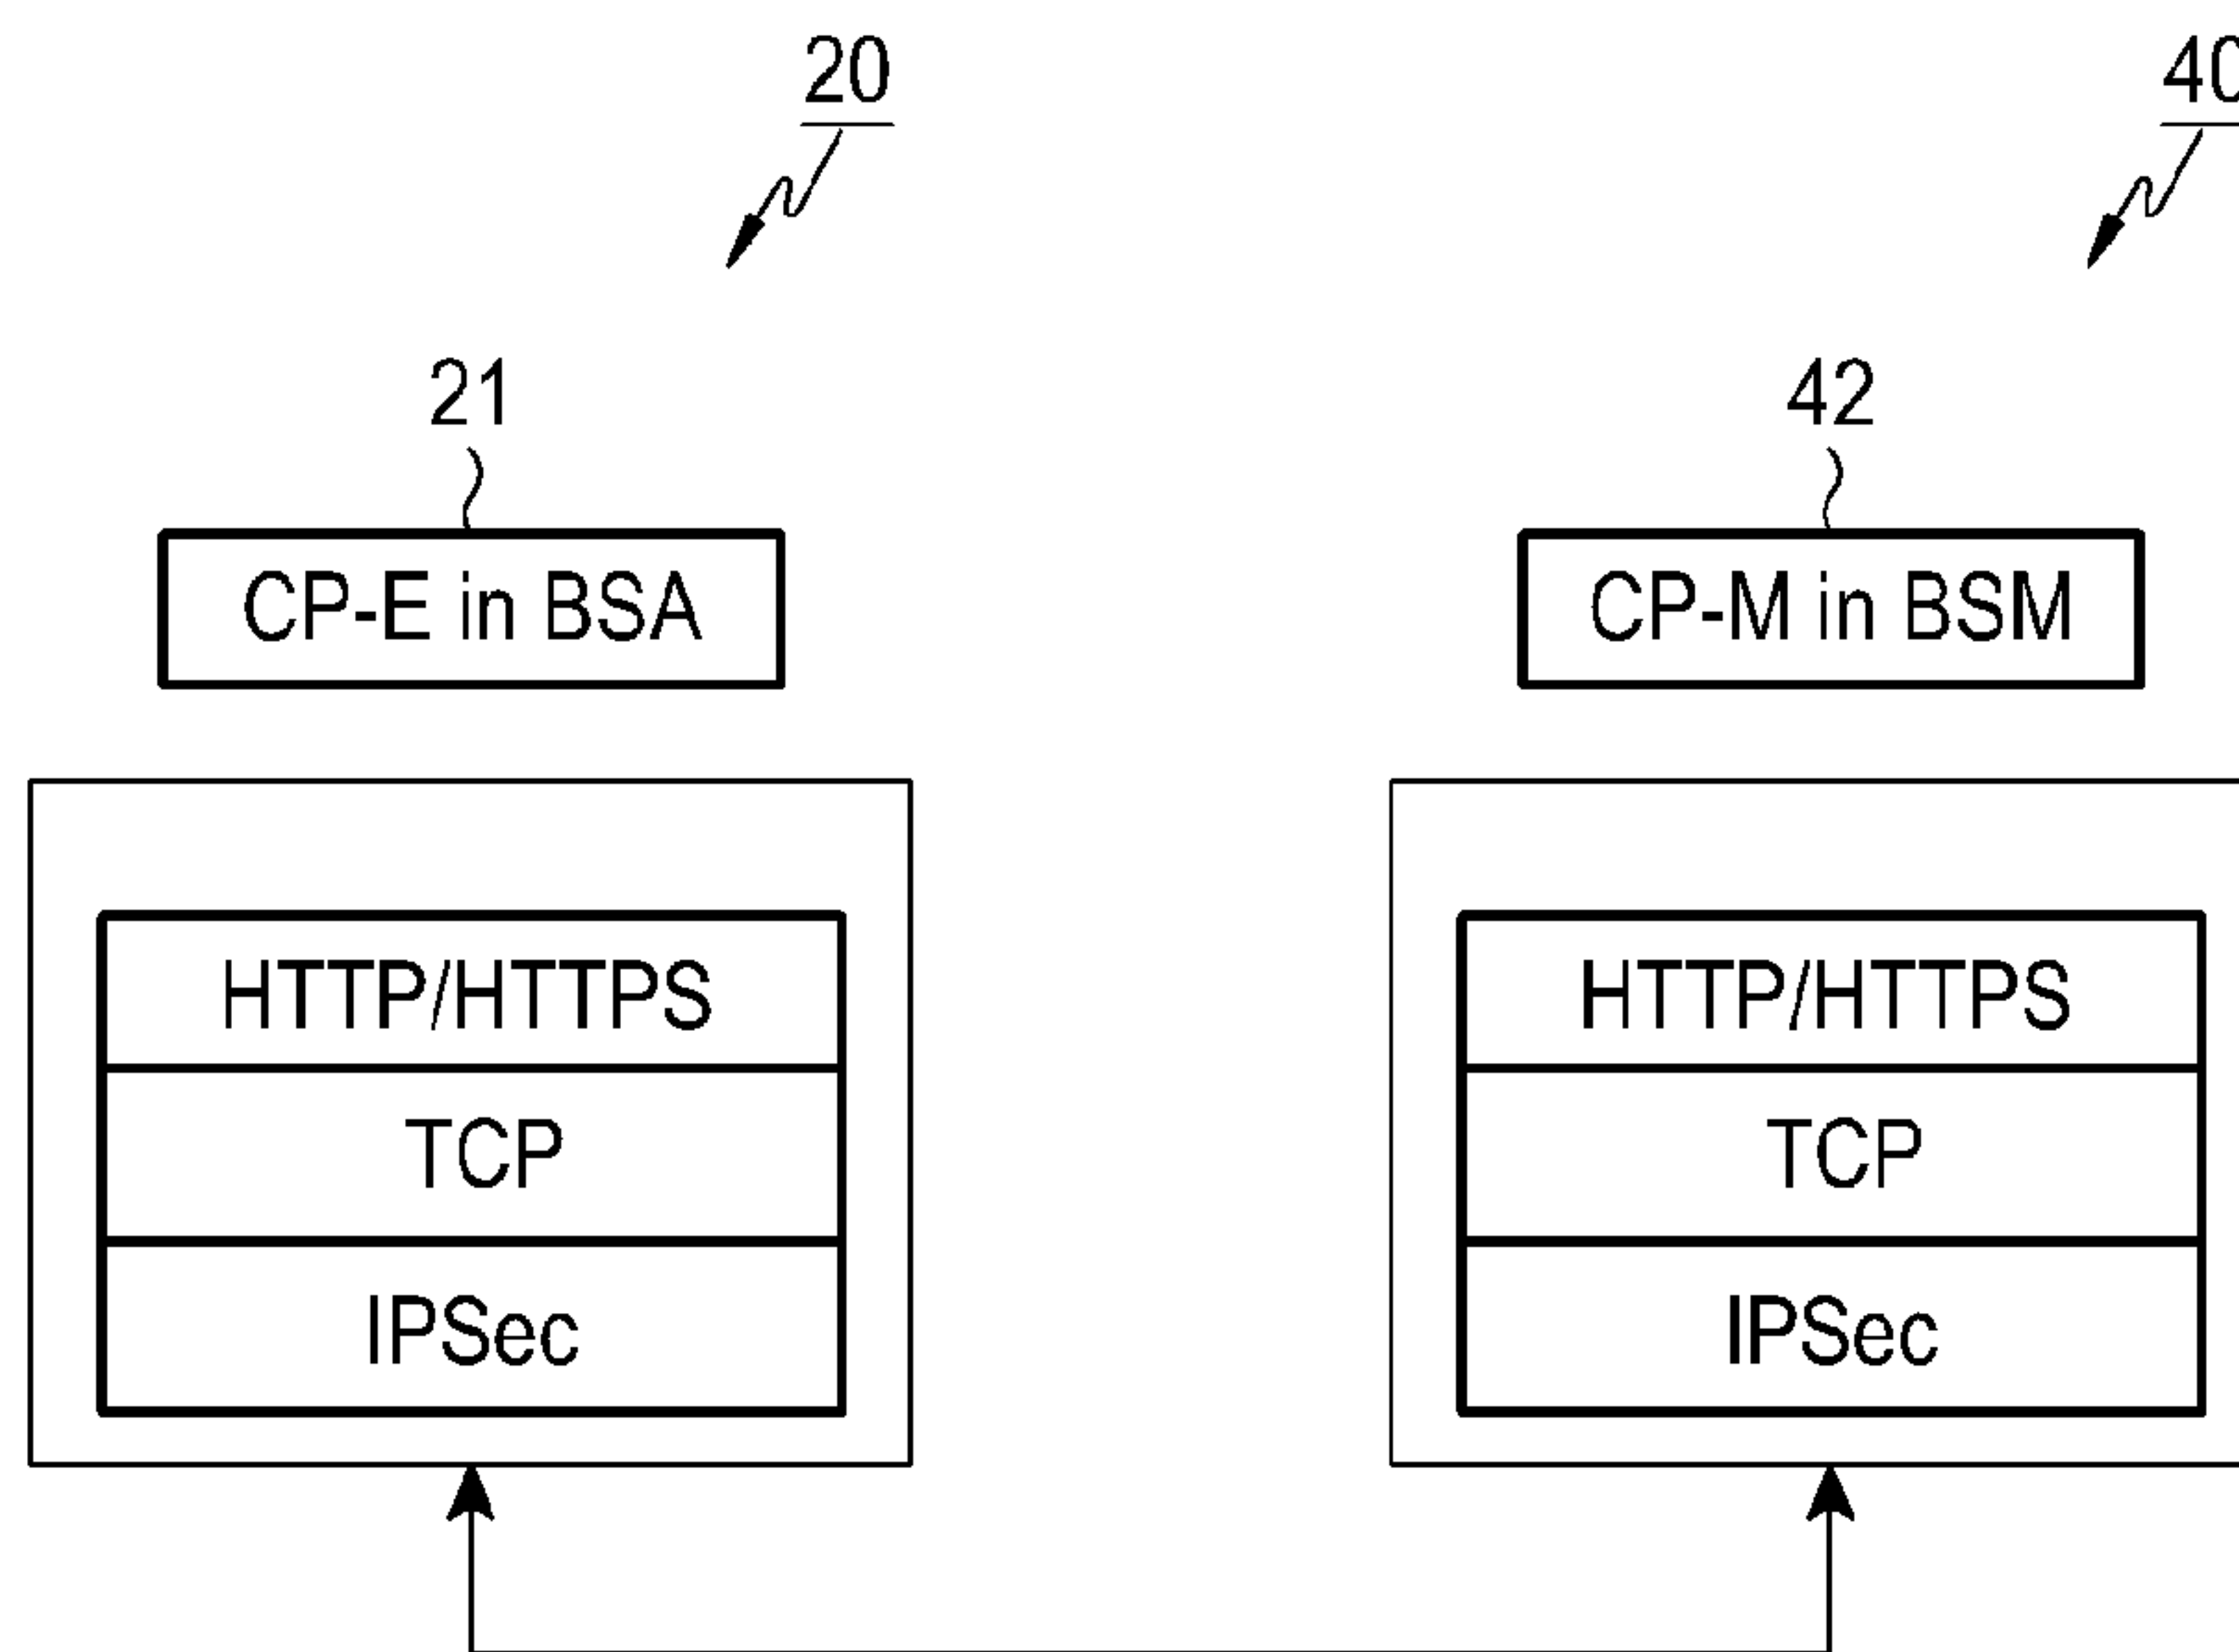 20
40
21
42
CP-E in BSA
CP-M in BSM
HTTP/HTTPS
TCP
IPSec
HTTP/HTTPS
TCP
IPSec